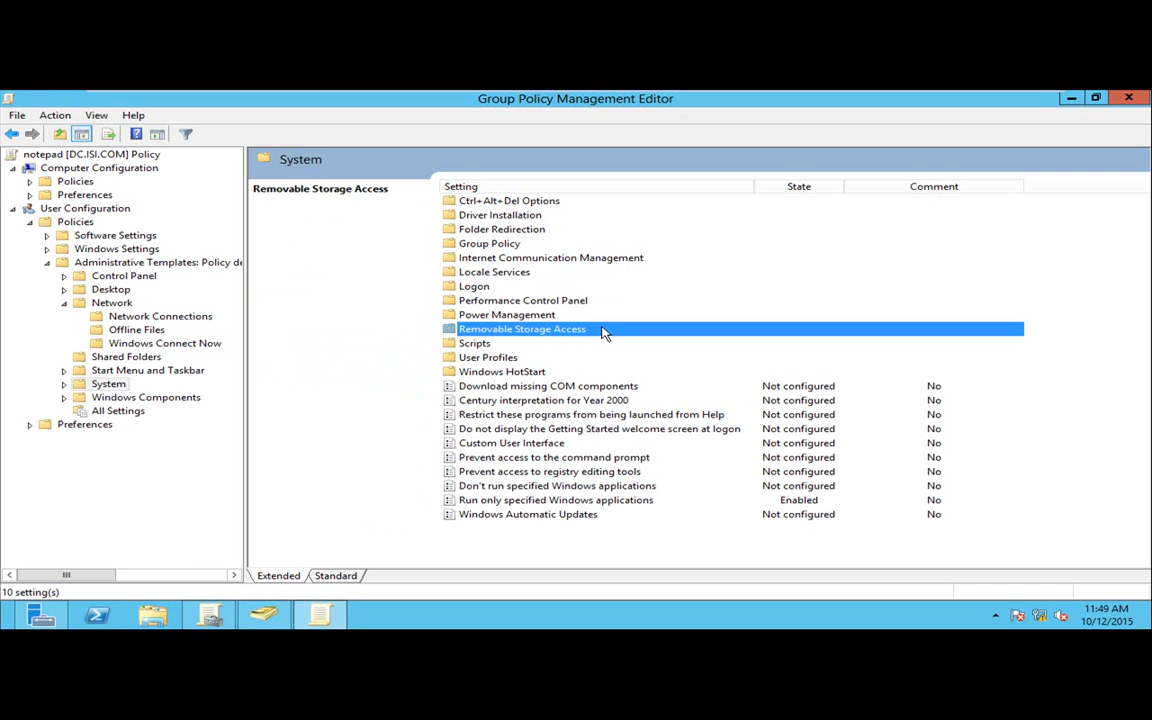 Group Policy Management Editor
File Action View Help
notepad [DC.ISI.COM] Policy
Computer Configuration
Policies
Preferences
User Configuration
Policies
Software Settings
Windows Settings
Administrative Templates: Policy de
Control Panel
Desktop
Network
Network Connections
Offline Files
Windows Connect Now
Shared Folders
Start Menu and Taskbar
System
Windows Components
All Settings
Preferences
System
Removable Storage Access
Setting State Comment
Ctrl+Alt+Del Options
Driver Installation
Folder Redirection
Group Policy
Internet Communication Management
Locale Services
Logon
Performance Control Panel
Power Management
Removable Storage Access
Scripts
User Profiles
Windows HotStart
Download missing COM components Not configured No
Century interpretation for Year 2000 Not configured No
Restrict these programs from being launched from Help Not configured No
Do not display the Getting Started welcome screen at logon Not configured No
Custom User Interface Not configured No
Prevent access to the command prompt Not configured No
Prevent access to registry editing tools Not configured No
Don't run specified Windows applications Not configured No
Run only specified Windows applications Enabled No
Windows Automatic Updates Not configured No
Extended Standard
10 setting(s)
11:49 AM
10/12/2015